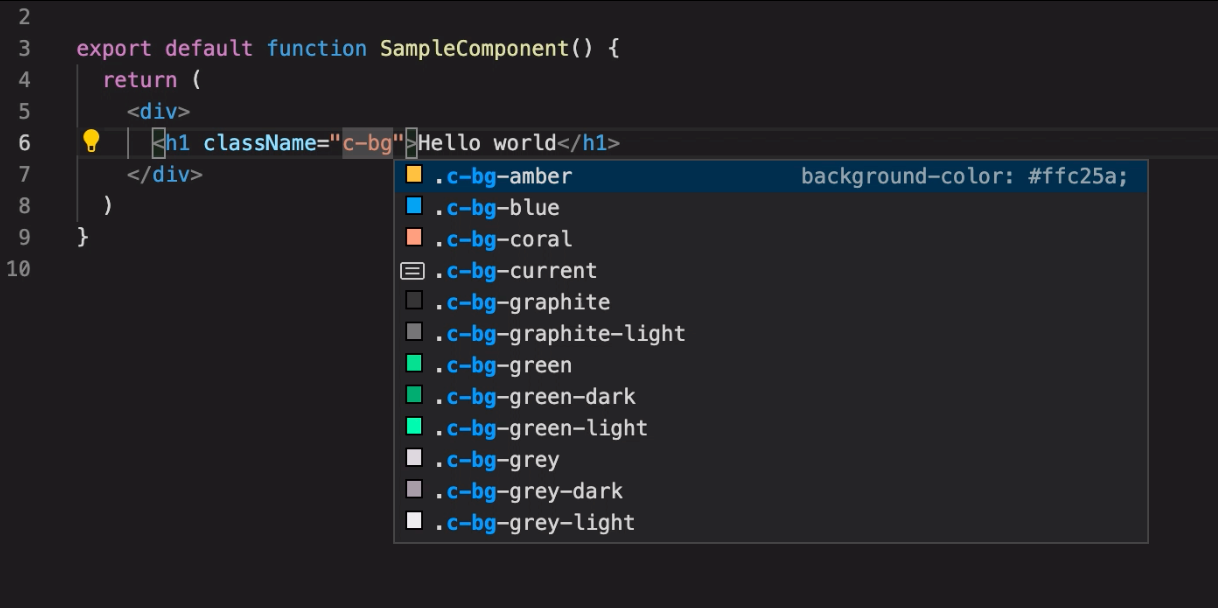 2
3 export default function SampleComponent() {
4 return (
5 <div>
6 <h1 className="c-bg">Hello world</h1>
7 </div>
8 )
9 }
10
.c-bg-amber background-color: #ffc25a;
.c-bg-blue
.c-bg-coral
.c-bg-current
.c-bg-graphite
.c-bg-graphite-light
.c-bg-green
.c-bg-green-dark
.c-bg-green-light
.c-bg-grey
.c-bg-grey-dark
.c-bg-grey-light